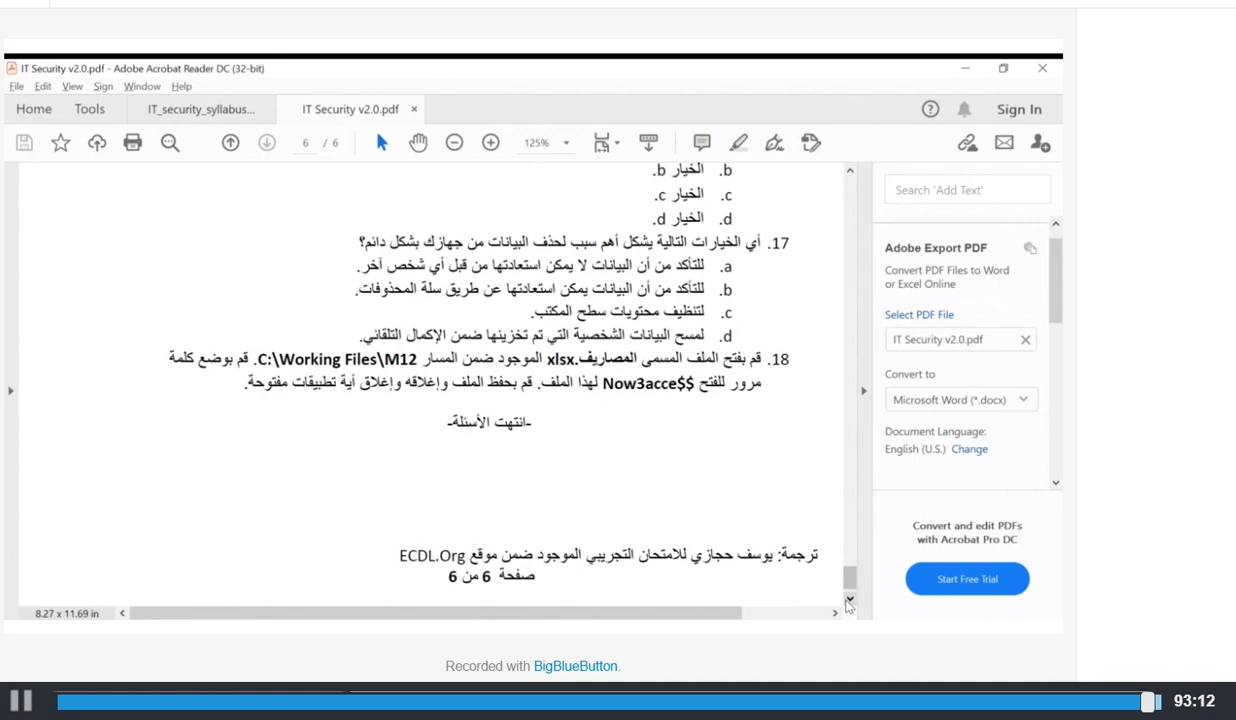 IT Security v2.0.pdf - Adobe Acrobat Reader DC (32-bit)
File Edit View Sign Window Help
Home Tools IT_security_syllabus... IT Security v2.0.pdf × Sign In
6 / 6 125%
b. الخيار b.
c. الخيار c.
d. الخيار d.
17. أي الخيارات التالية يشكل أهم سبب لحذف البيانات من جهازك بشكل دائم؟
a. للتأكد من أن البيانات لا يمكن استعادتها من قبل أي شخص آخر.
b. للتأكد من أن البيانات يمكن استعادتها عن طريق سلة المحذوفات.
c. لتنظيف محتويات سطح المكتب.
d. لمسح البيانات الشخصية التي تم تخزينها ضمن الإكمال التلقائي.
18. قم بفتح الملف المسمى المصاريف.xlsx الموجود ضمن المسار C:\Working Files\M12. قم بوضع كلمة
مرور للفتح Now3acce$$ لهذا الملف. قم بحفظ الملف وإغلاقه وإغلاق أية تطبيقات مفتوحة.
-انتهت الأسئلة-
ترجمة: يوسف حجازي للامتحان التجريبي الموجود ضمن موقع ECDL.Org
صفحة 6 من 6
8.27 x 11.69 in
Search 'Add Text'
Adobe Export PDF
Convert PDF Files to Word
or Excel Online
Select PDF File
IT Security v2.0.pdf
Convert to
Microsoft Word (*.docx)
Document Language:
English (U.S.) Change
Convert and edit PDFs
with Acrobat Pro DC
Start Free Trial
Recorded with BigBlueButton.
93:12